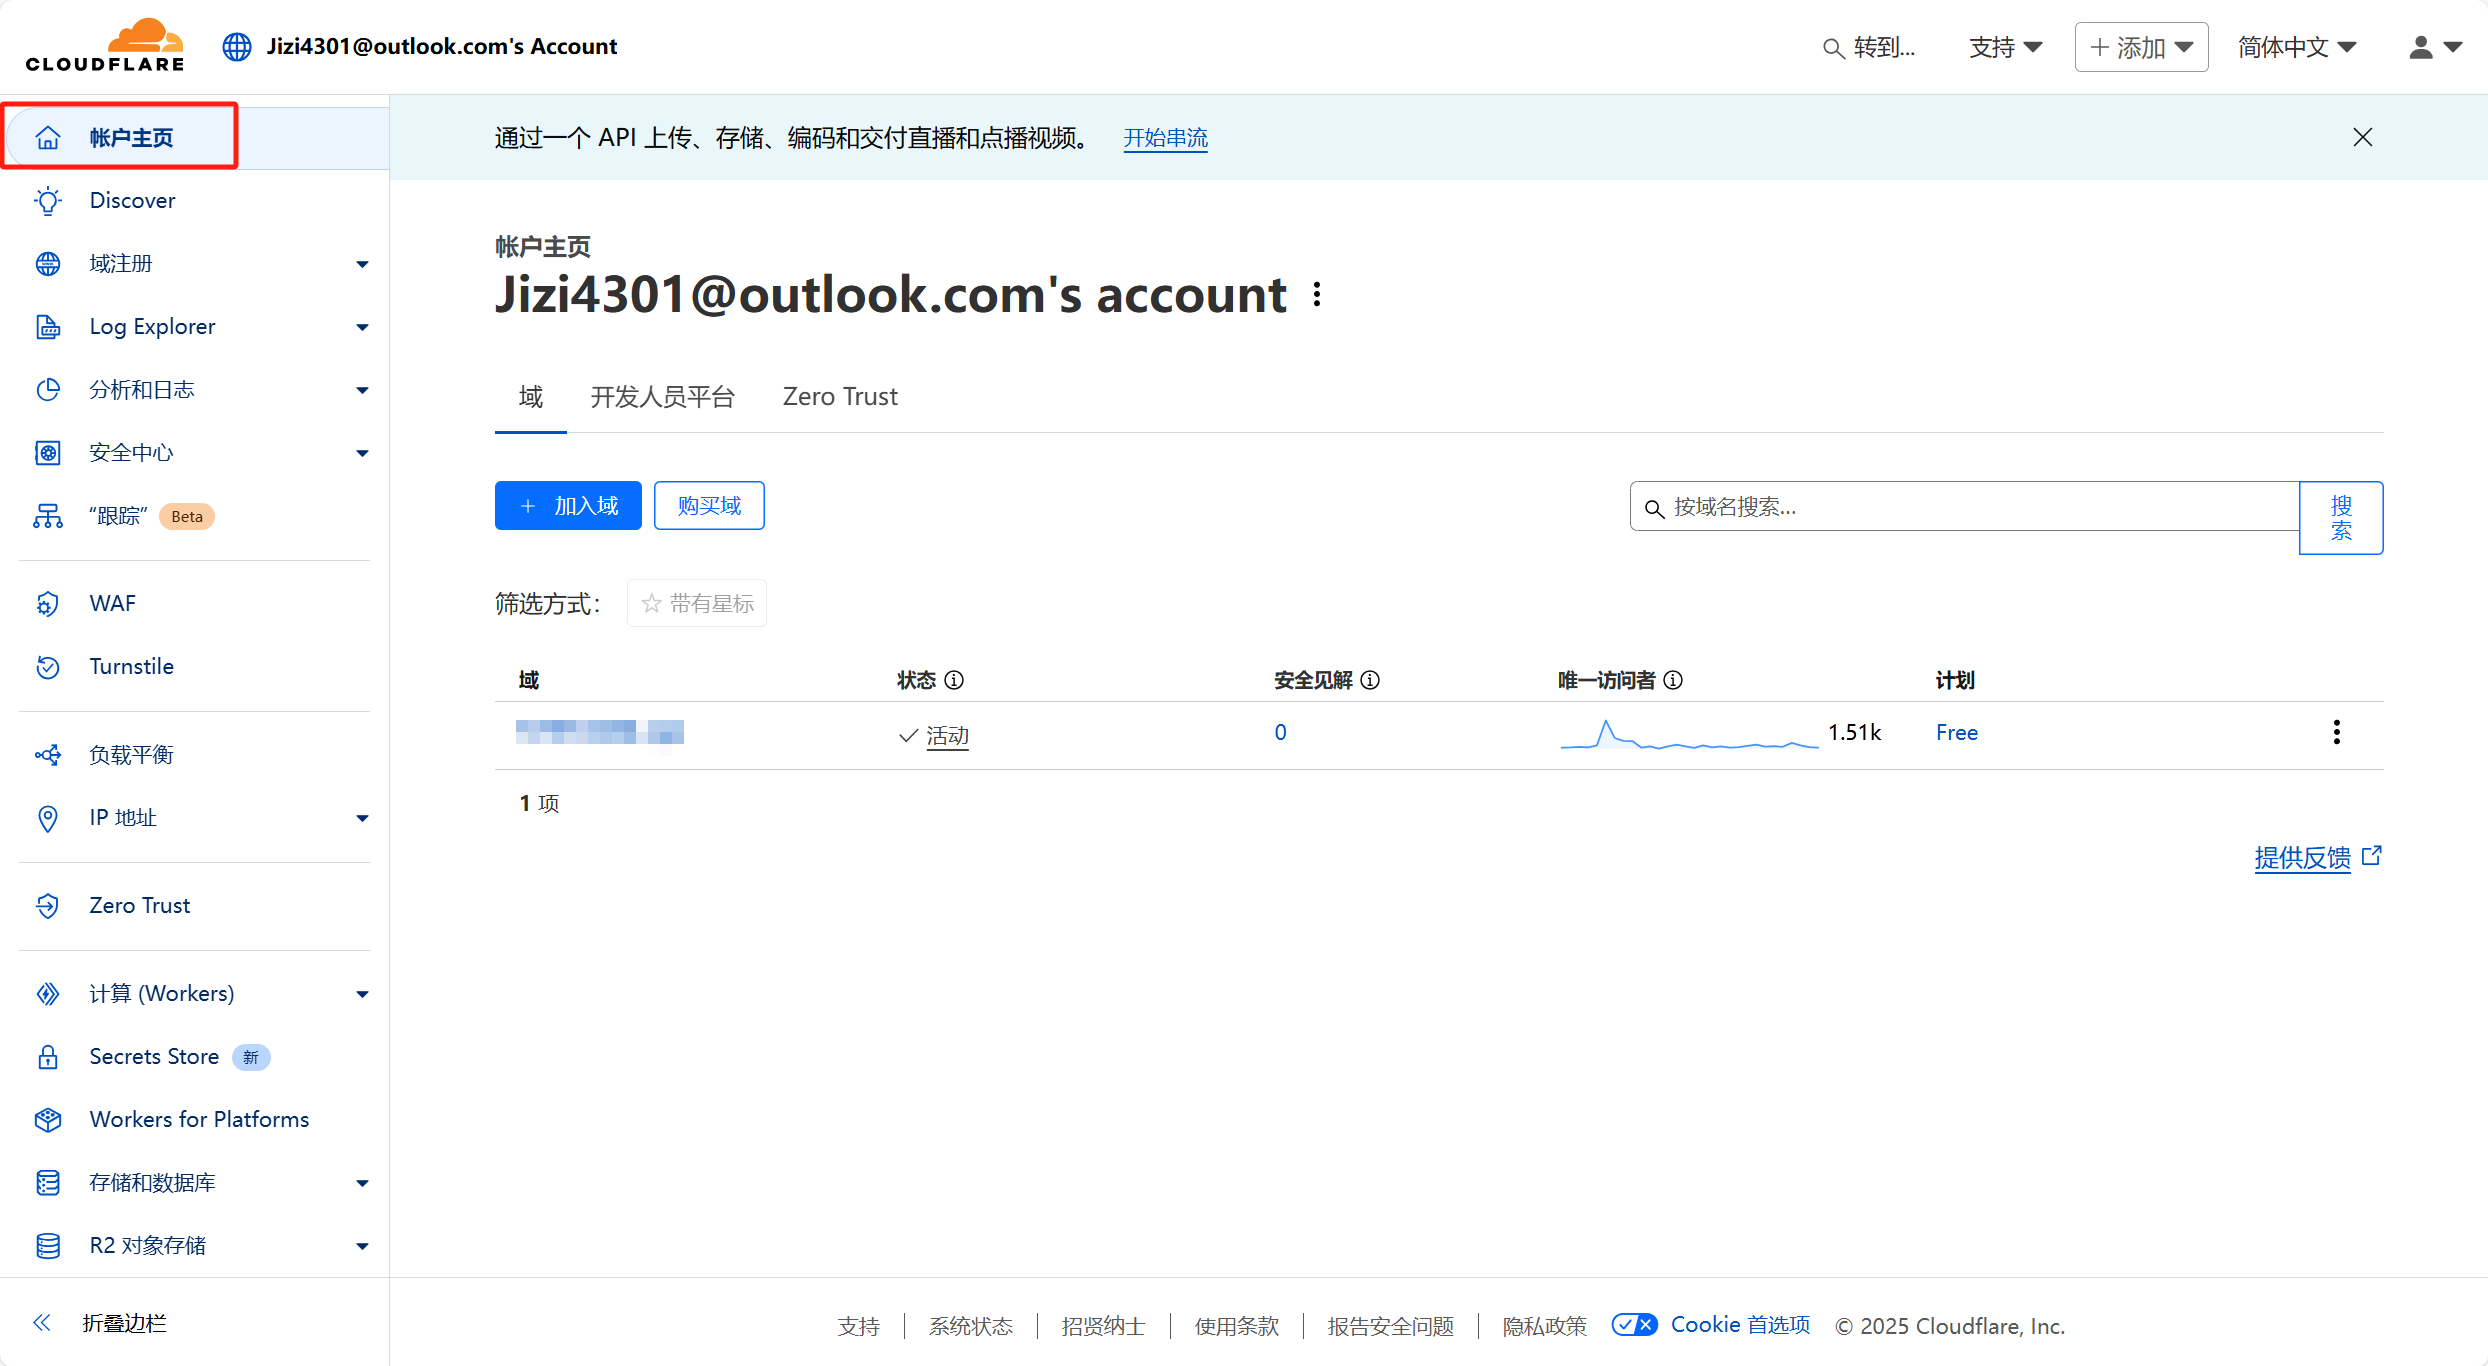 CLOUDFLARE
Jizi4301@outlook.com's Account
转到...
支持
+ 添加
简体中文
帐户主页
Discover
域注册
Log Explorer
分析和日志
安全中心
“跟踪” Beta
WAF
Turnstile
负载平衡
IP 地址
Zero Trust
计算 (Workers)
Secrets Store 新
Workers for Platforms
存储和数据库
R2 对象存储
折叠边栏
通过一个 API 上传、存储、编码和交付直播和点播视频。 开始串流
帐户主页
Jizi4301@outlook.com's account
域 开发人员平台 Zero Trust
+ 加入域 购买域
按域名搜索...
搜
索
筛选方式： 带有星标
域 状态 安全见解 唯一访问者 计划
活动 0 1.51k Free
1 项
提供反馈
支持 系统状态 招贤纳士 使用条款 报告安全问题 隐私政策 Cookie 首选项 © 2025 Cloudflare, Inc.